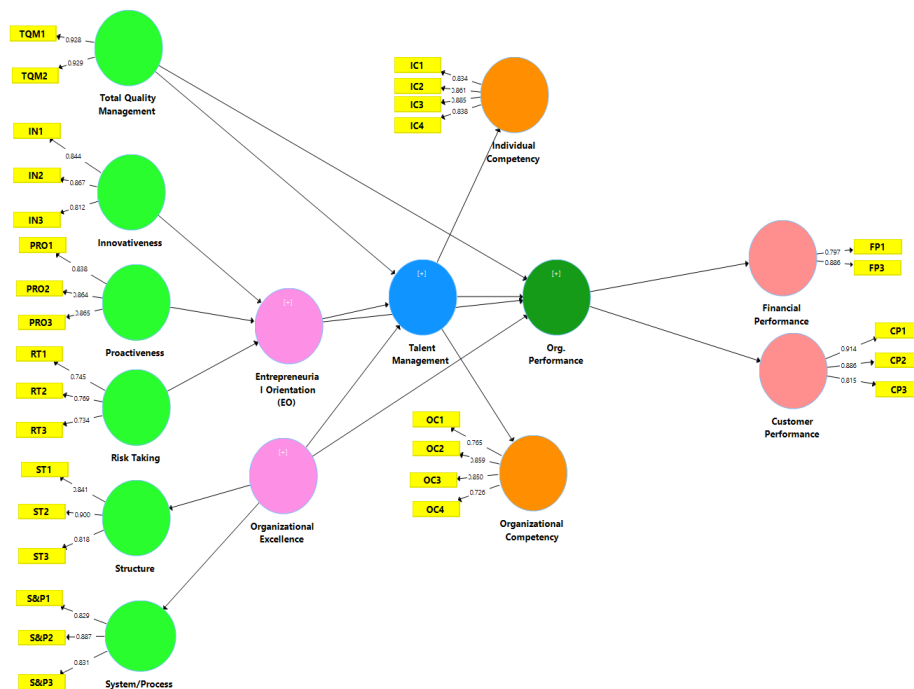 TQM1
0.928
TQM2
0.929
Total Quality
Management
IN1
0.844
IN2
0.867
IN3
0.812
Innovativeness
PRO1
0.838
PRO2
0.864
PRO3
0.865
Proactiveness
RT1
0.745
RT2
0.769
RT3
0.734
Risk Taking
ST1
0.841
ST2
0.900
ST3
0.818
Structure
S&P1
0.829
S&P2
0.887
S&P3
0.831
System/Process
[+]
Entrepreneuria
l Orientation
(EO)
[+]
Organizational
Excellence
IC1
0.834
IC2
0.861
IC3
0.885
IC4
0.838
Individual
Competency
[+]
Talent
Management
[+]
Org.
Performance
OC1
0.765
OC2
0.859
OC3
0.850
OC4
0.726
Organizational
Competency
FP1
0.797
FP3
0.886
Financial
Performance
CP1
0.914
CP2
0.886
CP3
0.815
Customer
Performance